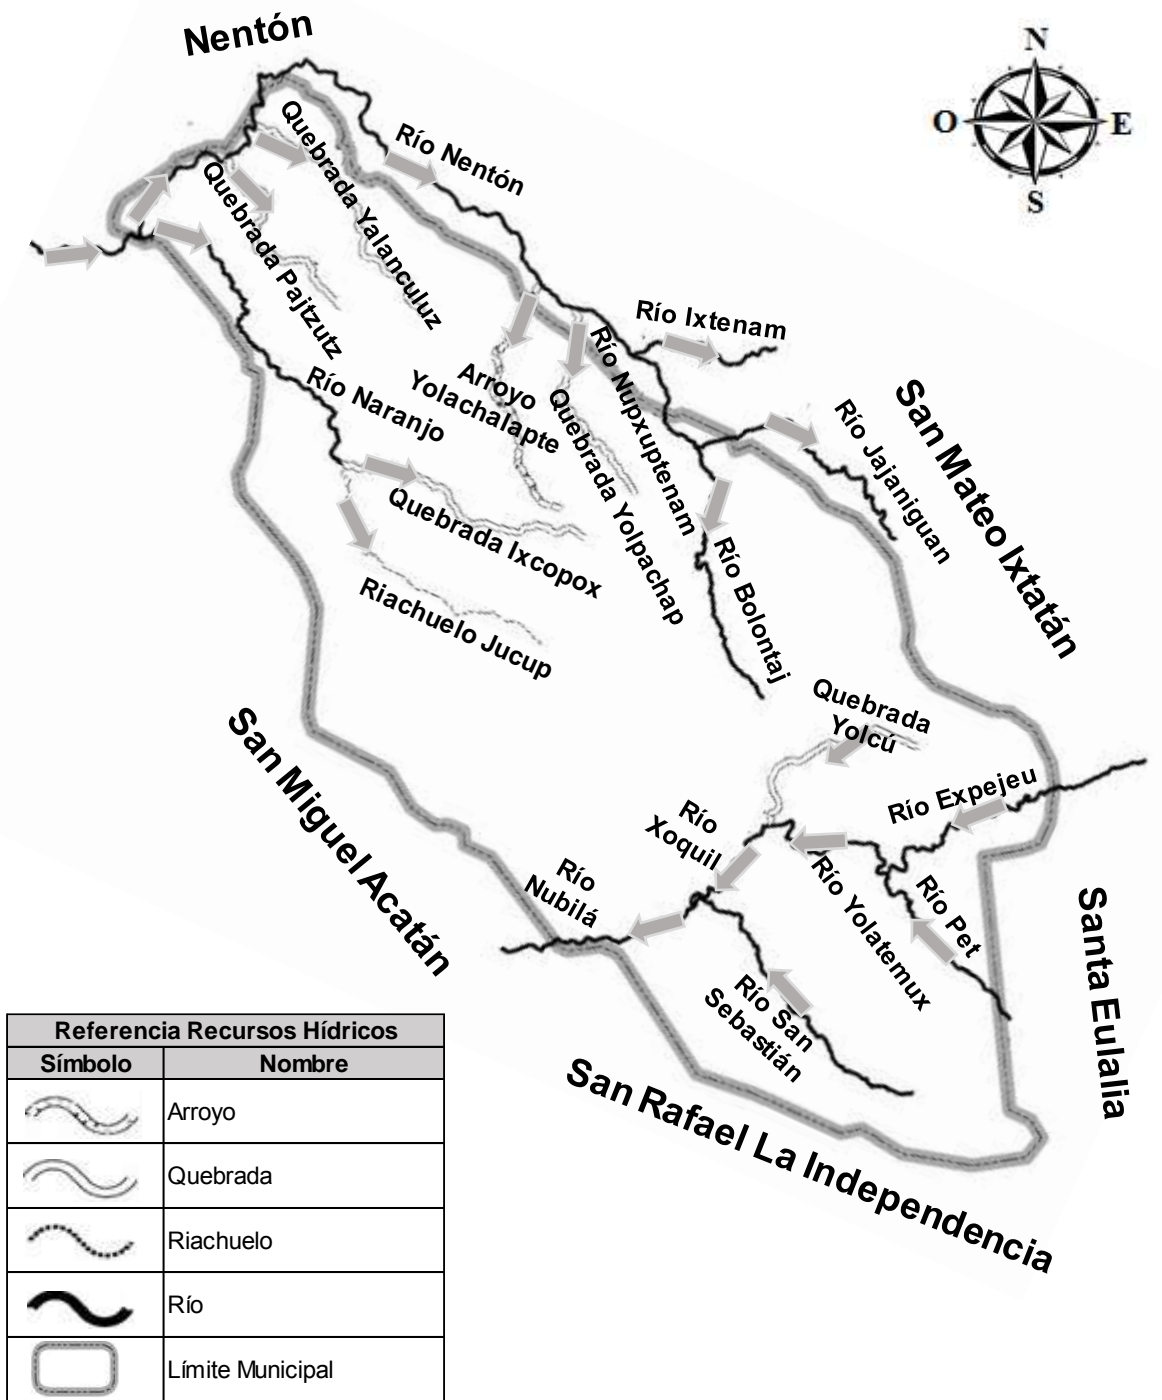 Nentón
N
O
E
S
Río Nentón
Quebrada Yalanculuz
Quebrada Pajtzutz
Río Ixtenam
Río Naranjo
Arroyo
Yolachalapte
Quebrada Yolpachap
Río Nupxuptenam
Río Jajaniguan
San Mateo Ixtatán
Quebrada Ixcopox
Río Bolontaj
Riachuelo Jucup
Quebrada
Yolcú
San Miguel Acatán
Río Expejeu
Río
Xoquil
Río
Nubilá
Río Yolatemux
Río Pet
Santa Eulalia
Río San
Sebastián
San Rafael La Independencia
Referencia Recursos Hídricos
Símbolo Nombre
Arroyo
Quebrada
Riachuelo
Río
Límite Municipal